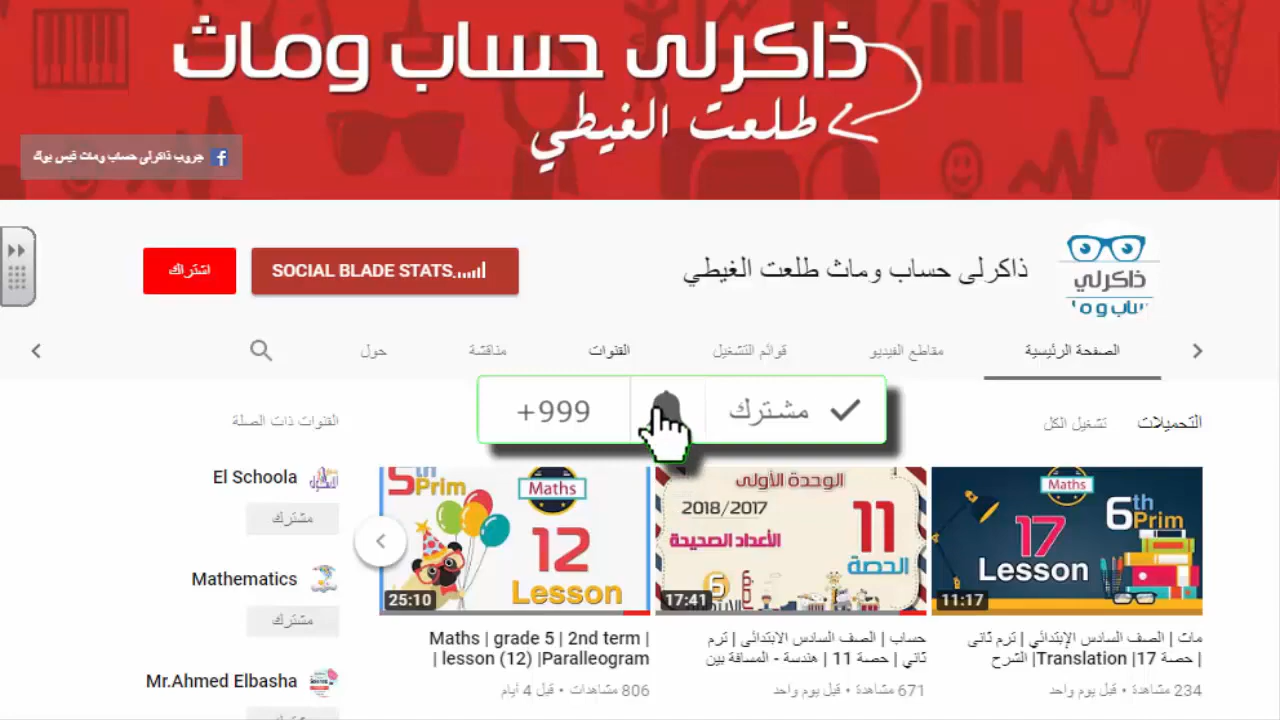 ذاكرلى حساب وماث
طلعت الغيطي
جروب ذاكرلى حساب وماث فيس بوك
ذاكرلى حساب وماث طلعت الغيطي
SOCIAL BLADE STATS
اشتراك
ذاكرلي
الصفحة الرئيسية
مقاطع الفيديو
قوائم التشغيل
القنوات
مناقشة
حول
مشترك
+999
التحميلات
تشغيل الكل
القنوات ذات الصلة
Maths
6th
Prim
17
Lesson
11:17
الوحدة الأولى
2018/2017
11
الأعداد الصحيحة
الحصة
6
17:41
5th
Prim
Maths
12
Lesson
25:10
ماث | الصف السادس الإبتدائي | ترم ثاني
| حصة 17| Translation| الشرح
234 مشاهدة • قبل يوم واحد
حساب | الصف السادس الابتدائى | ترم
ثاني | حصة 11 | هندسة - المسافة بين
671 مشاهدة • قبل يوم واحد
Maths | grade 5 | 2nd term |
| lesson (12) |Paralleogram
806 مشاهدات • قبل 4 أيام
El Schoola
مشترك
Mathematics
مشترك
Mr.Ahmed Elbasha